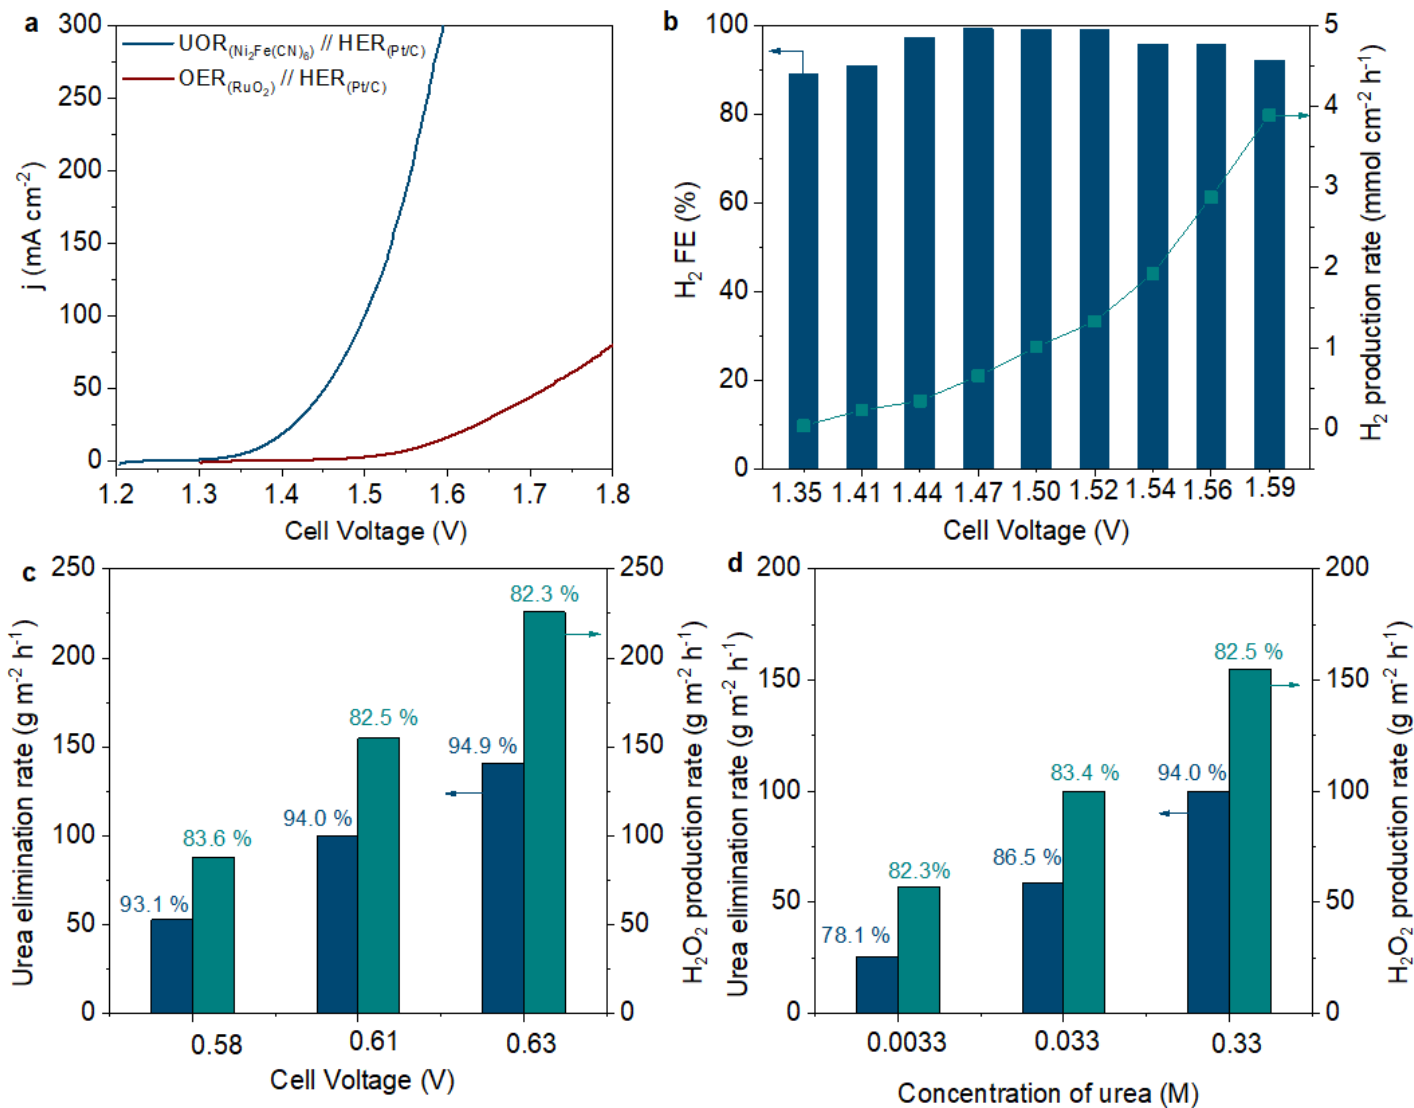 a
300
250
200
150
100
50
0
j (mA cm⁻²)
UOR(Ni₂Fe(CN)₆) // HER(Pt/C)
OER(RuO₂) // HER(Pt/C)
1.2 1.3 1.4 1.5 1.6 1.7 1.8
Cell Voltage (V)
b
100
80
60
40
20
0
H₂ FE (%)
5
4
3
2
1
0
H₂ production rate (mmol cm⁻² h⁻¹)
1.35 1.41 1.44 1.47 1.50 1.52 1.54 1.56 1.59
Cell Voltage (V)
c
250
200
150
100
50
0
Urea elimination rate (g m⁻² h⁻¹)
93.1 %
83.6 %
94.0 %
82.5 %
94.9 %
82.3 %
250
200
150
100
50
0
H₂O₂ production rate (g m⁻² h⁻¹)
0.58 0.61 0.63
Cell Voltage (V)
d
200
150
100
50
0
Urea elimination rate (g m⁻² h⁻¹)
78.1 %
82.3%
86.5 %
83.4 %
94.0 %
82.5 %
200
150
100
50
0
H₂O₂ production rate (g m⁻² h⁻¹)
0.0033 0.033 0.33
Concentration of urea (M)